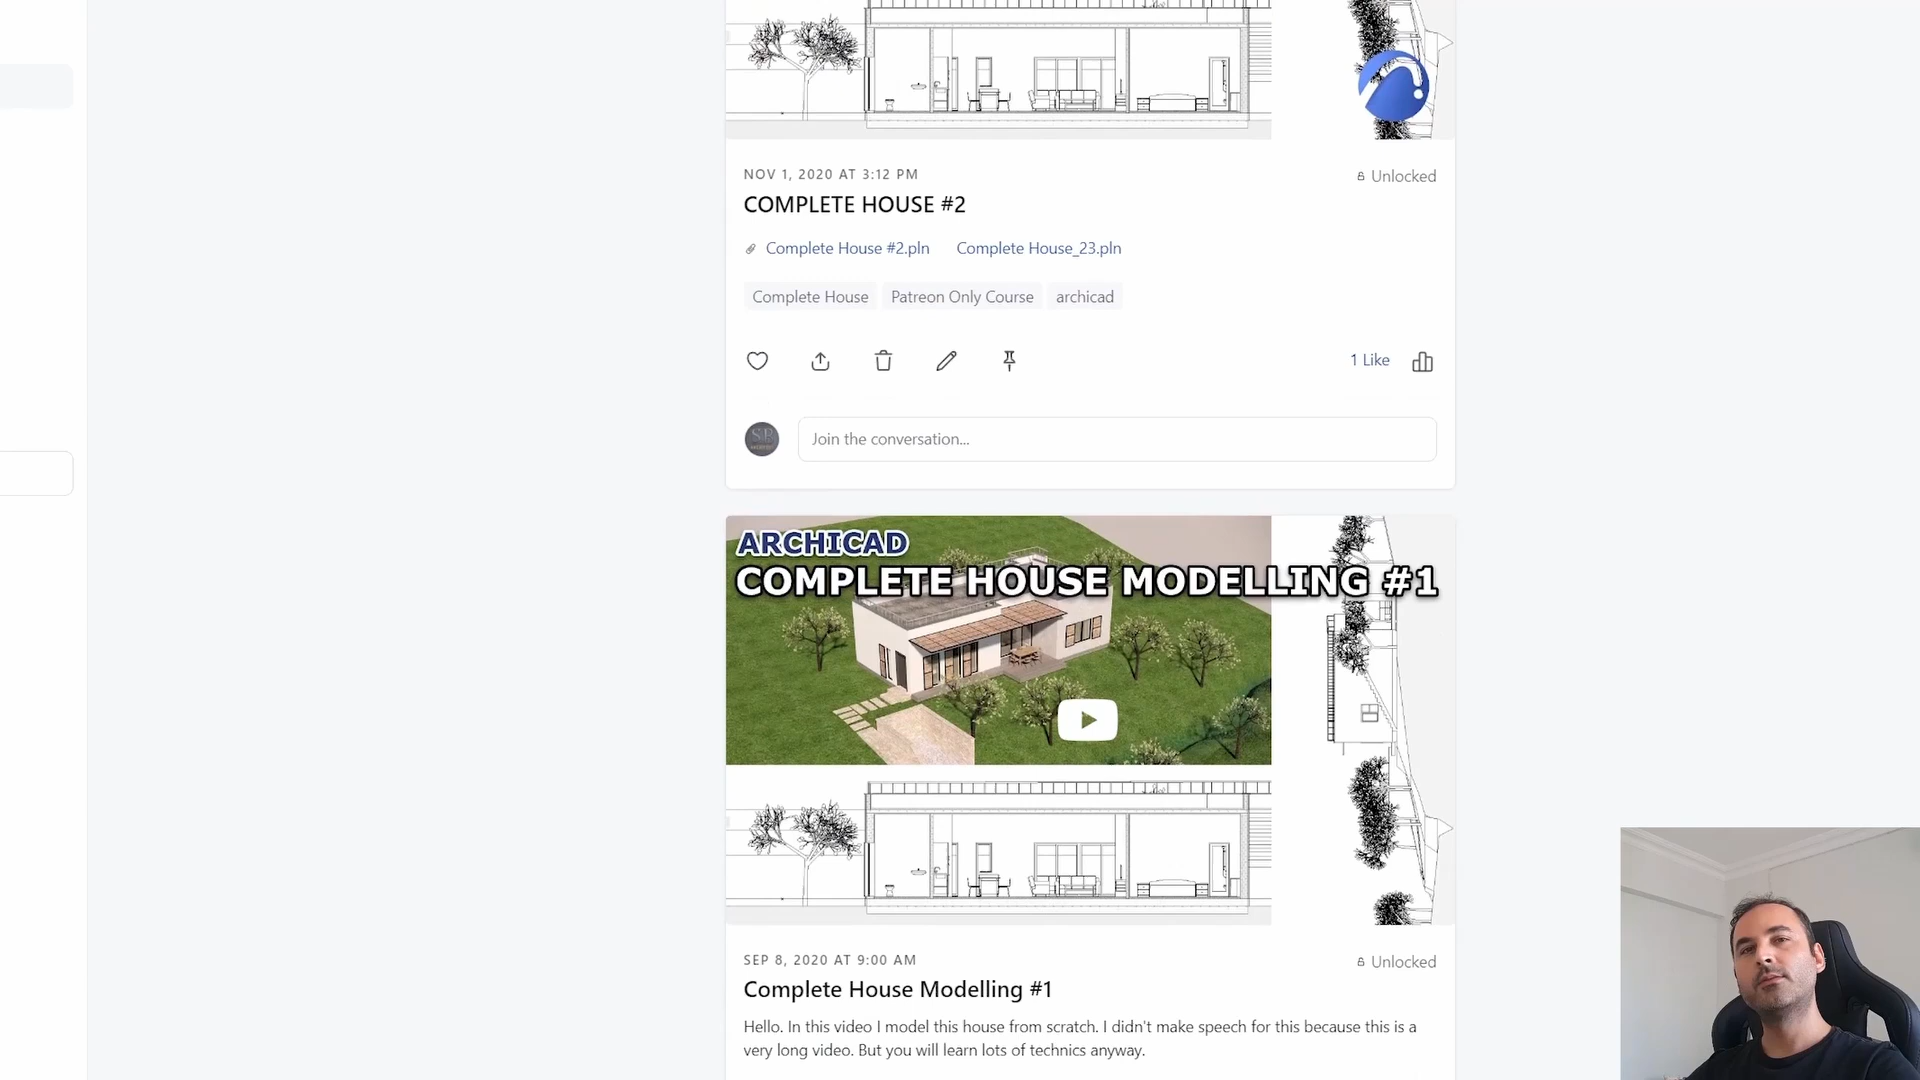 NOV 1, 2020 AT 3:12 PM
Unlocked
COMPLETE HOUSE #2
Complete House #2.pln Complete House_23.pln
Complete House Patreon Only Course archicad
1 Like
Join the conversation...
ARCHICAD
COMPLETE HOUSE MODELLING #1
SEP 8, 2020 AT 9:00 AM
Unlocked
Complete House Modelling #1
Hello. In this video I model this house from scratch. I didn't make speech for this because this is a
very long video. But you will learn lots of technics anyway.